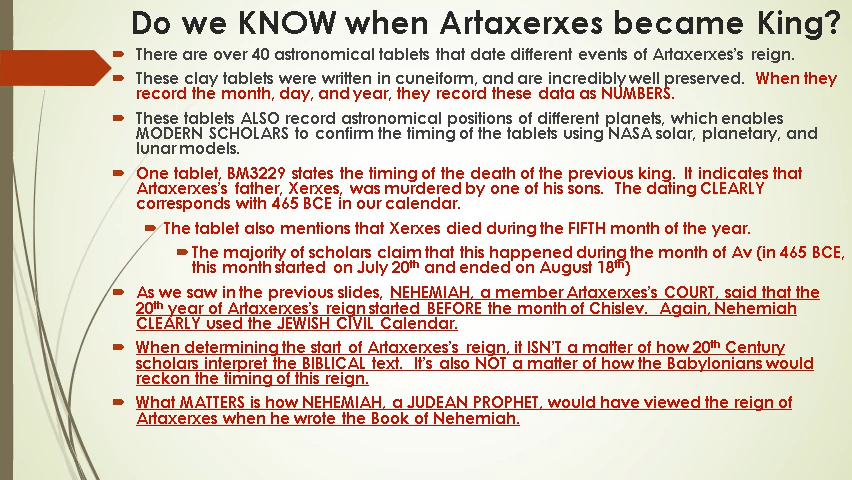 Do we KNOW when Artaxerxes became King?
There are over 40 astronomical tablets that date different events of Artaxerxes's reign.
These clay tablets were written in cuneiform, and are incredibly well preserved. When they
record the month, day, and year, they record these data as NUMBERS.
These tablets ALSO record astronomical positions of different planets, which enables
MODERN SCHOLARS to confirm the timing of the tablets using NASA solar, planetary, and
lunar models.
One tablet, BM3229 states the timing of the death of the previous king. It indicates that
Artaxerxes's father, Xerxes, was murdered by one of his sons. The dating CLEARLY
corresponds with 465 BCE in our calendar.
The tablet also mentions that Xerxes died during the FIFTH month of the year.
The majority of scholars claim that this happened during the month of Av (in 465 BCE,
this month started on July 20th and ended on August 18th)
As we saw in the previous slides, NEHEMIAH, a member Artaxerxes's COURT, said that the
20th year of Artaxerxes's reign started BEFORE the month of Chislev. Again, Nehemiah
CLEARLY used the JEWISH CIVIL Calendar.
When determining the start of Artaxerxes's reign, it ISN'T a matter of how 20th Century
scholars interpret the BIBLICAL text. It's also NOT a matter of how the Babylonians would
reckon the timing of this reign.
What MATTERS is how NEHEMIAH, a JUDEAN PROPHET, would have viewed the reign of
Artaxerxes when he wrote the Book of Nehemiah.